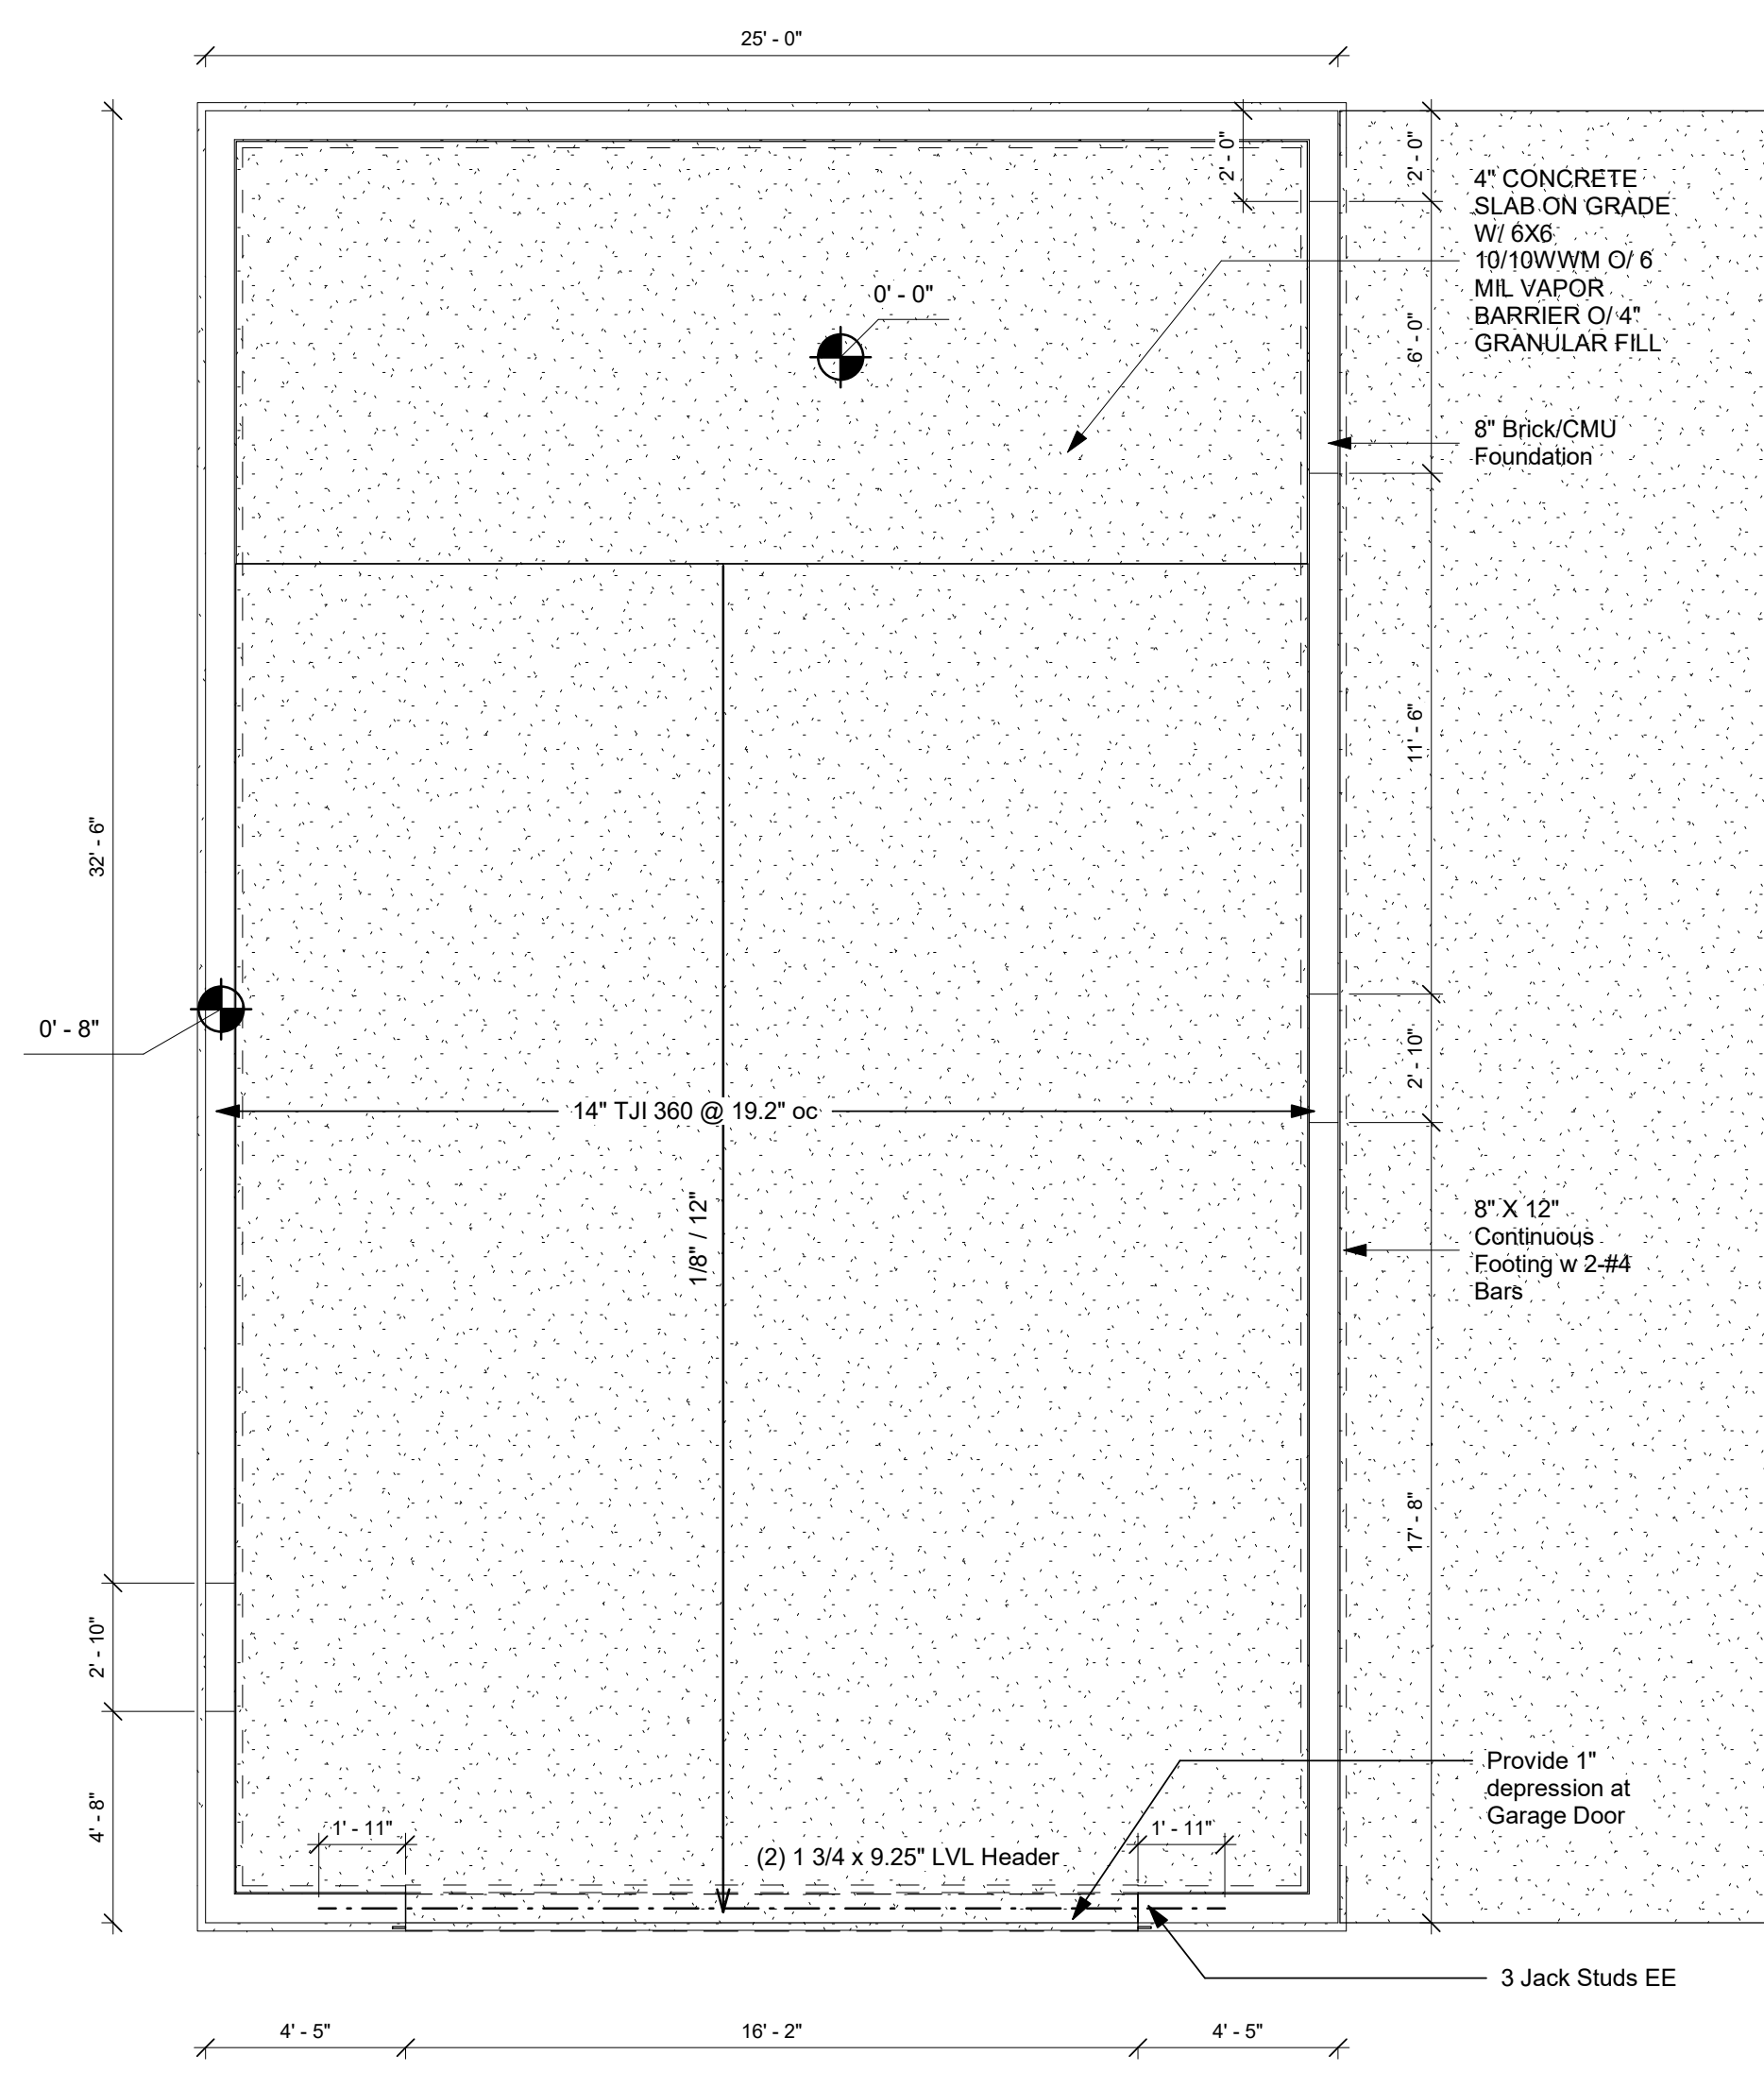 25' - 0"
2' - 0"
2' - 0"
4" CONCRETE
SLAB ON GRADE
W/ 6X6
10/10WWM O/ 6
MIL VAPOR
BARRIER O/ 4"
GRANULAR FILL
0' - 0"
6' - 0"
8" Brick/CMU
Foundation
11' - 6"
32' - 6"
0' - 8"
2' - 10"
14" TJI 360 @ 19.2" oc
1/8" / 12"
8" X 12"
Continuous
Footing w 2-#4
Bars
17' - 8"
2' - 10"
4' - 8"
Provide 1"
depression at
Garage Door
1' - 11"
1' - 11"
(2) 1 3/4 x 9.25" LVL Header
3 Jack Studs EE
4' - 5"
16' - 2"
4' - 5"